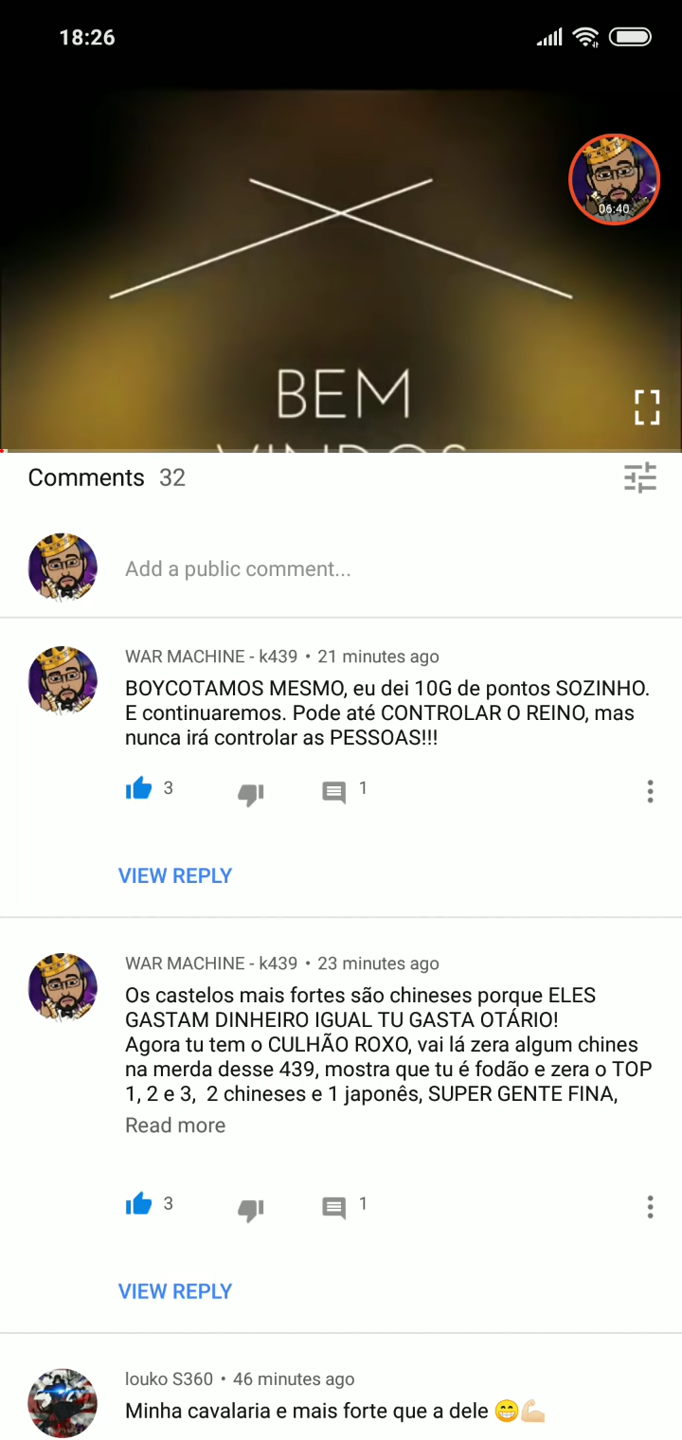 18:26
06:40
BEM
VINDOS
Comments 32
Add a public comment...
WAR MACHINE - k439 • 21 minutes ago
BOYCOTAMOS MESMO, eu dei 10G de pontos SOZINHO.
E continuaremos. Pode até CONTROLAR O REINO, mas
nunca irá controlar as PESSOAS!!!
3 1
VIEW REPLY
WAR MACHINE - k439 • 23 minutes ago
Os castelos mais fortes são chineses porque ELES
GASTAM DINHEIRO IGUAL TU GASTA OTÁRIO!
Agora tu tem o CULHÃO ROXO, vai lá zera algum chines
na merda desse 439, mostra que tu é fodão e zera o TOP
1, 2 e 3, 2 chineses e 1 japonês, SUPER GENTE FINA,
Read more
3 1
VIEW REPLY
louko S360 • 46 minutes ago
Minha cavalaria e mais forte que a dele 😁💪🏼